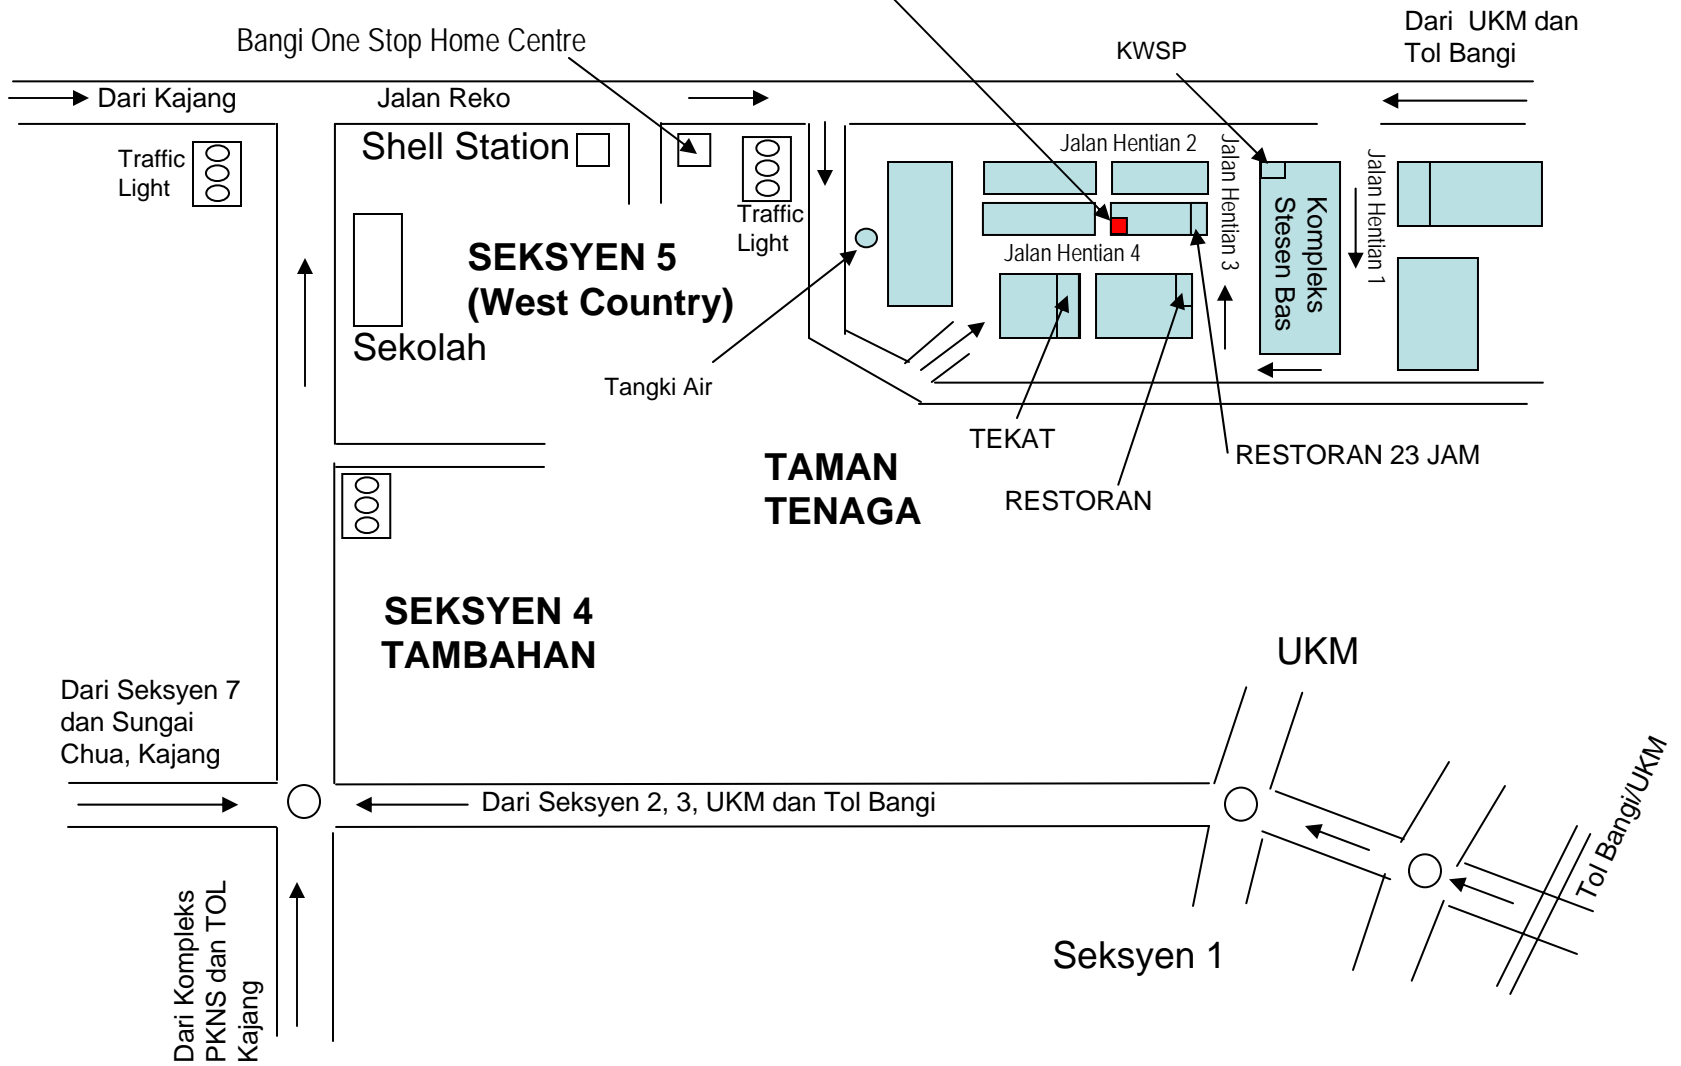 Bangi One Stop Home Centre
KWSP
Dari UKM dan
Tol Bangi
Dari Kajang
Jalan Reko
Traffic
Light
Shell Station
Traffic
Light
Jalan Hentian 2
Jalan Hentian 3
Kompleks
Stesen Bas
Jalan Hentian 1
Jalan Hentian 4
SEKSYEN 5
(West Country)
Sekolah
Tangki Air
TEKAT
RESTORAN 23 JAM
RESTORAN
TAMAN
TENAGA
SEKSYEN 4
TAMBAHAN
UKM
Dari Seksyen 7
dan Sungai
Chua, Kajang
Dari Seksyen 2, 3, UKM dan Tol Bangi
Tol Bangi/UKM
Dari Kompleks
PKNS dan TOL
Kajang
Seksyen 1